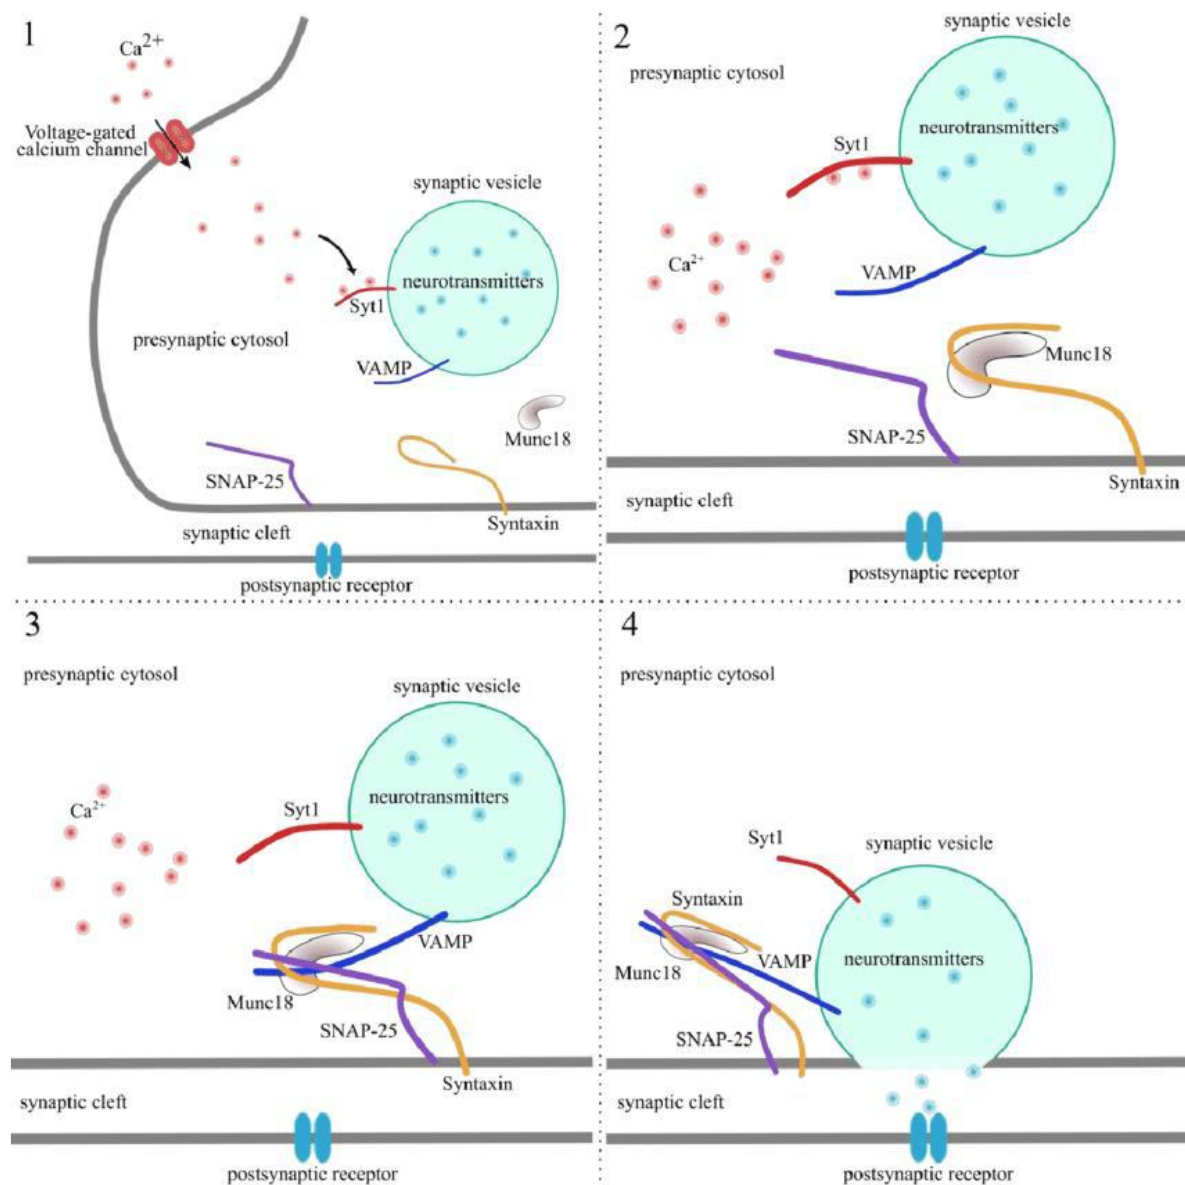 1
Ca2+
Voltage-gated
calcium channel
synaptic vesicle
neurotransmitters
Syt1
presynaptic cytosol
VAMP
Munc18
SNAP-25
Syntaxin
synaptic cleft
postsynaptic receptor
2
synaptic vesicle
presynaptic cytosol
neurotransmitters
Syt1
Ca2+
VAMP
Munc18
SNAP-25
Syntaxin
synaptic cleft
postsynaptic receptor
3
presynaptic cytosol
synaptic vesicle
neurotransmitters
Ca2+
Syt1
VAMP
Munc18
SNAP-25
Syntaxin
synaptic cleft
postsynaptic receptor
4
presynaptic cytosol
Syt1
synaptic vesicle
Syntaxin
neurotransmitters
Munc18
VAMP
SNAP-25
synaptic cleft
postsynaptic receptor